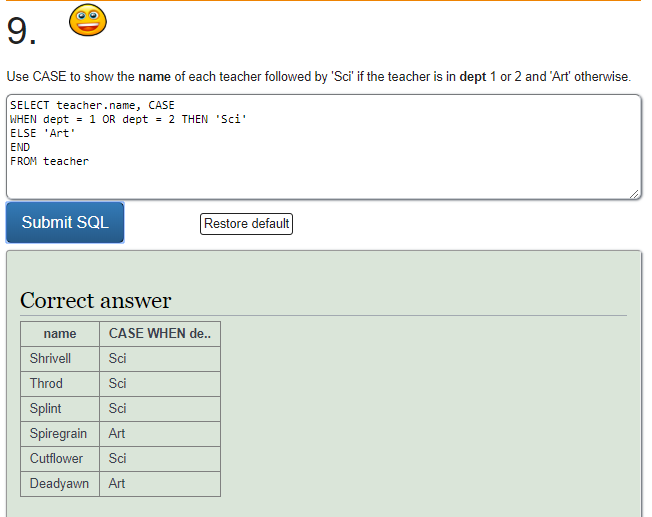 9.
Use CASE to show the name of each teacher followed by 'Sci' if the teacher is in dept 1 or 2 and 'Art' otherwise.
SELECT teacher.name, CASE
WHEN dept = 1 OR dept = 2 THEN 'Sci'
ELSE 'Art'
END
FROM teacher
Submit SQL Restore default
Correct answer
name CASE WHEN de..
Shrivell Sci
Throd Sci
Splint Sci
Spiregrain Art
Cutflower Sci
Deadyawn Art